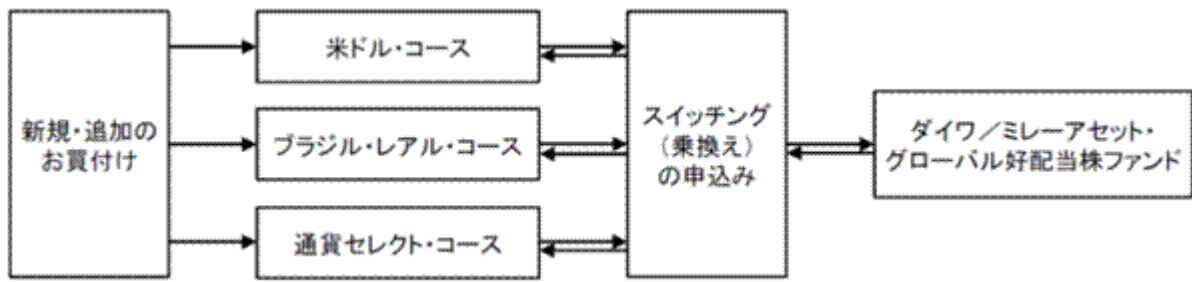 新規・追加の
お買付け
米ドル・コース
ブラジル・レアル・コース
通貨セレクト・コース
スイッチング
(乗換え)
の申込み
ダイワ／ミレーアセット・
グローバル好配当株ファンド